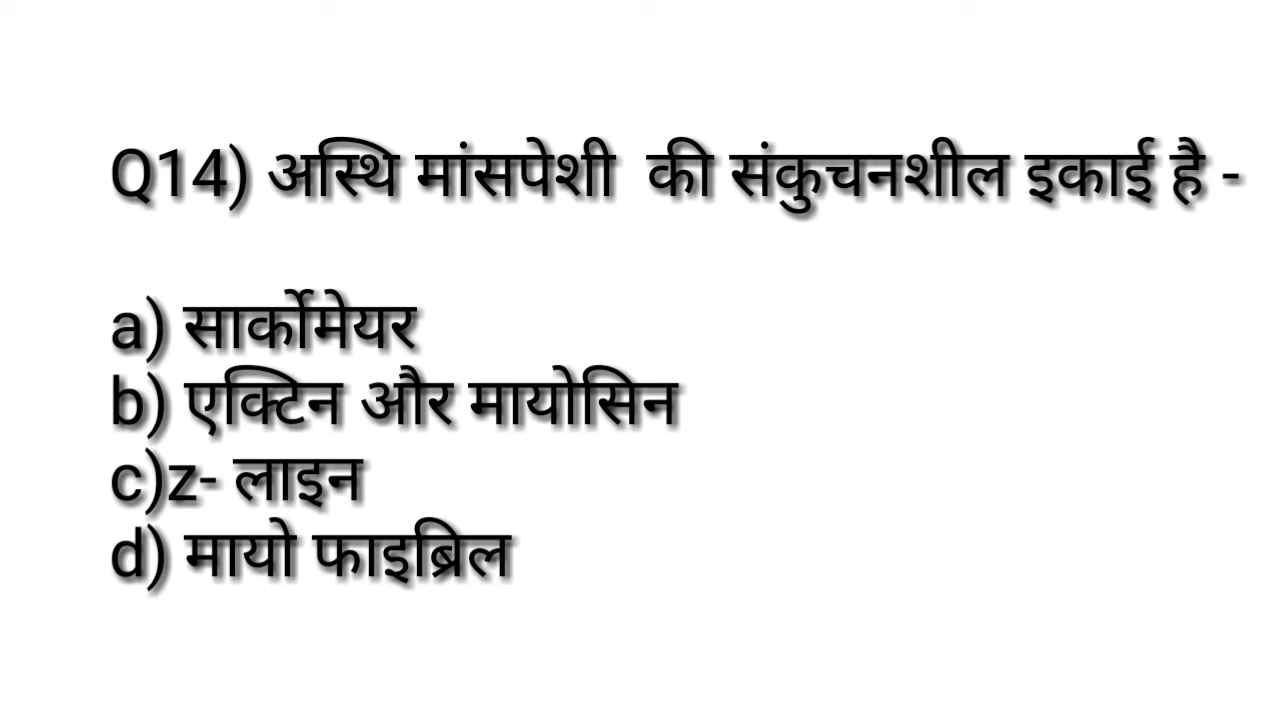 Q14) अस्थि मांसपेशी की संकुचनशील इकाई है -
a) सार्कोमेयर
b) एक्टिन और मायोसिन
c)z- लाइन
d) मायो फाइब्रिल